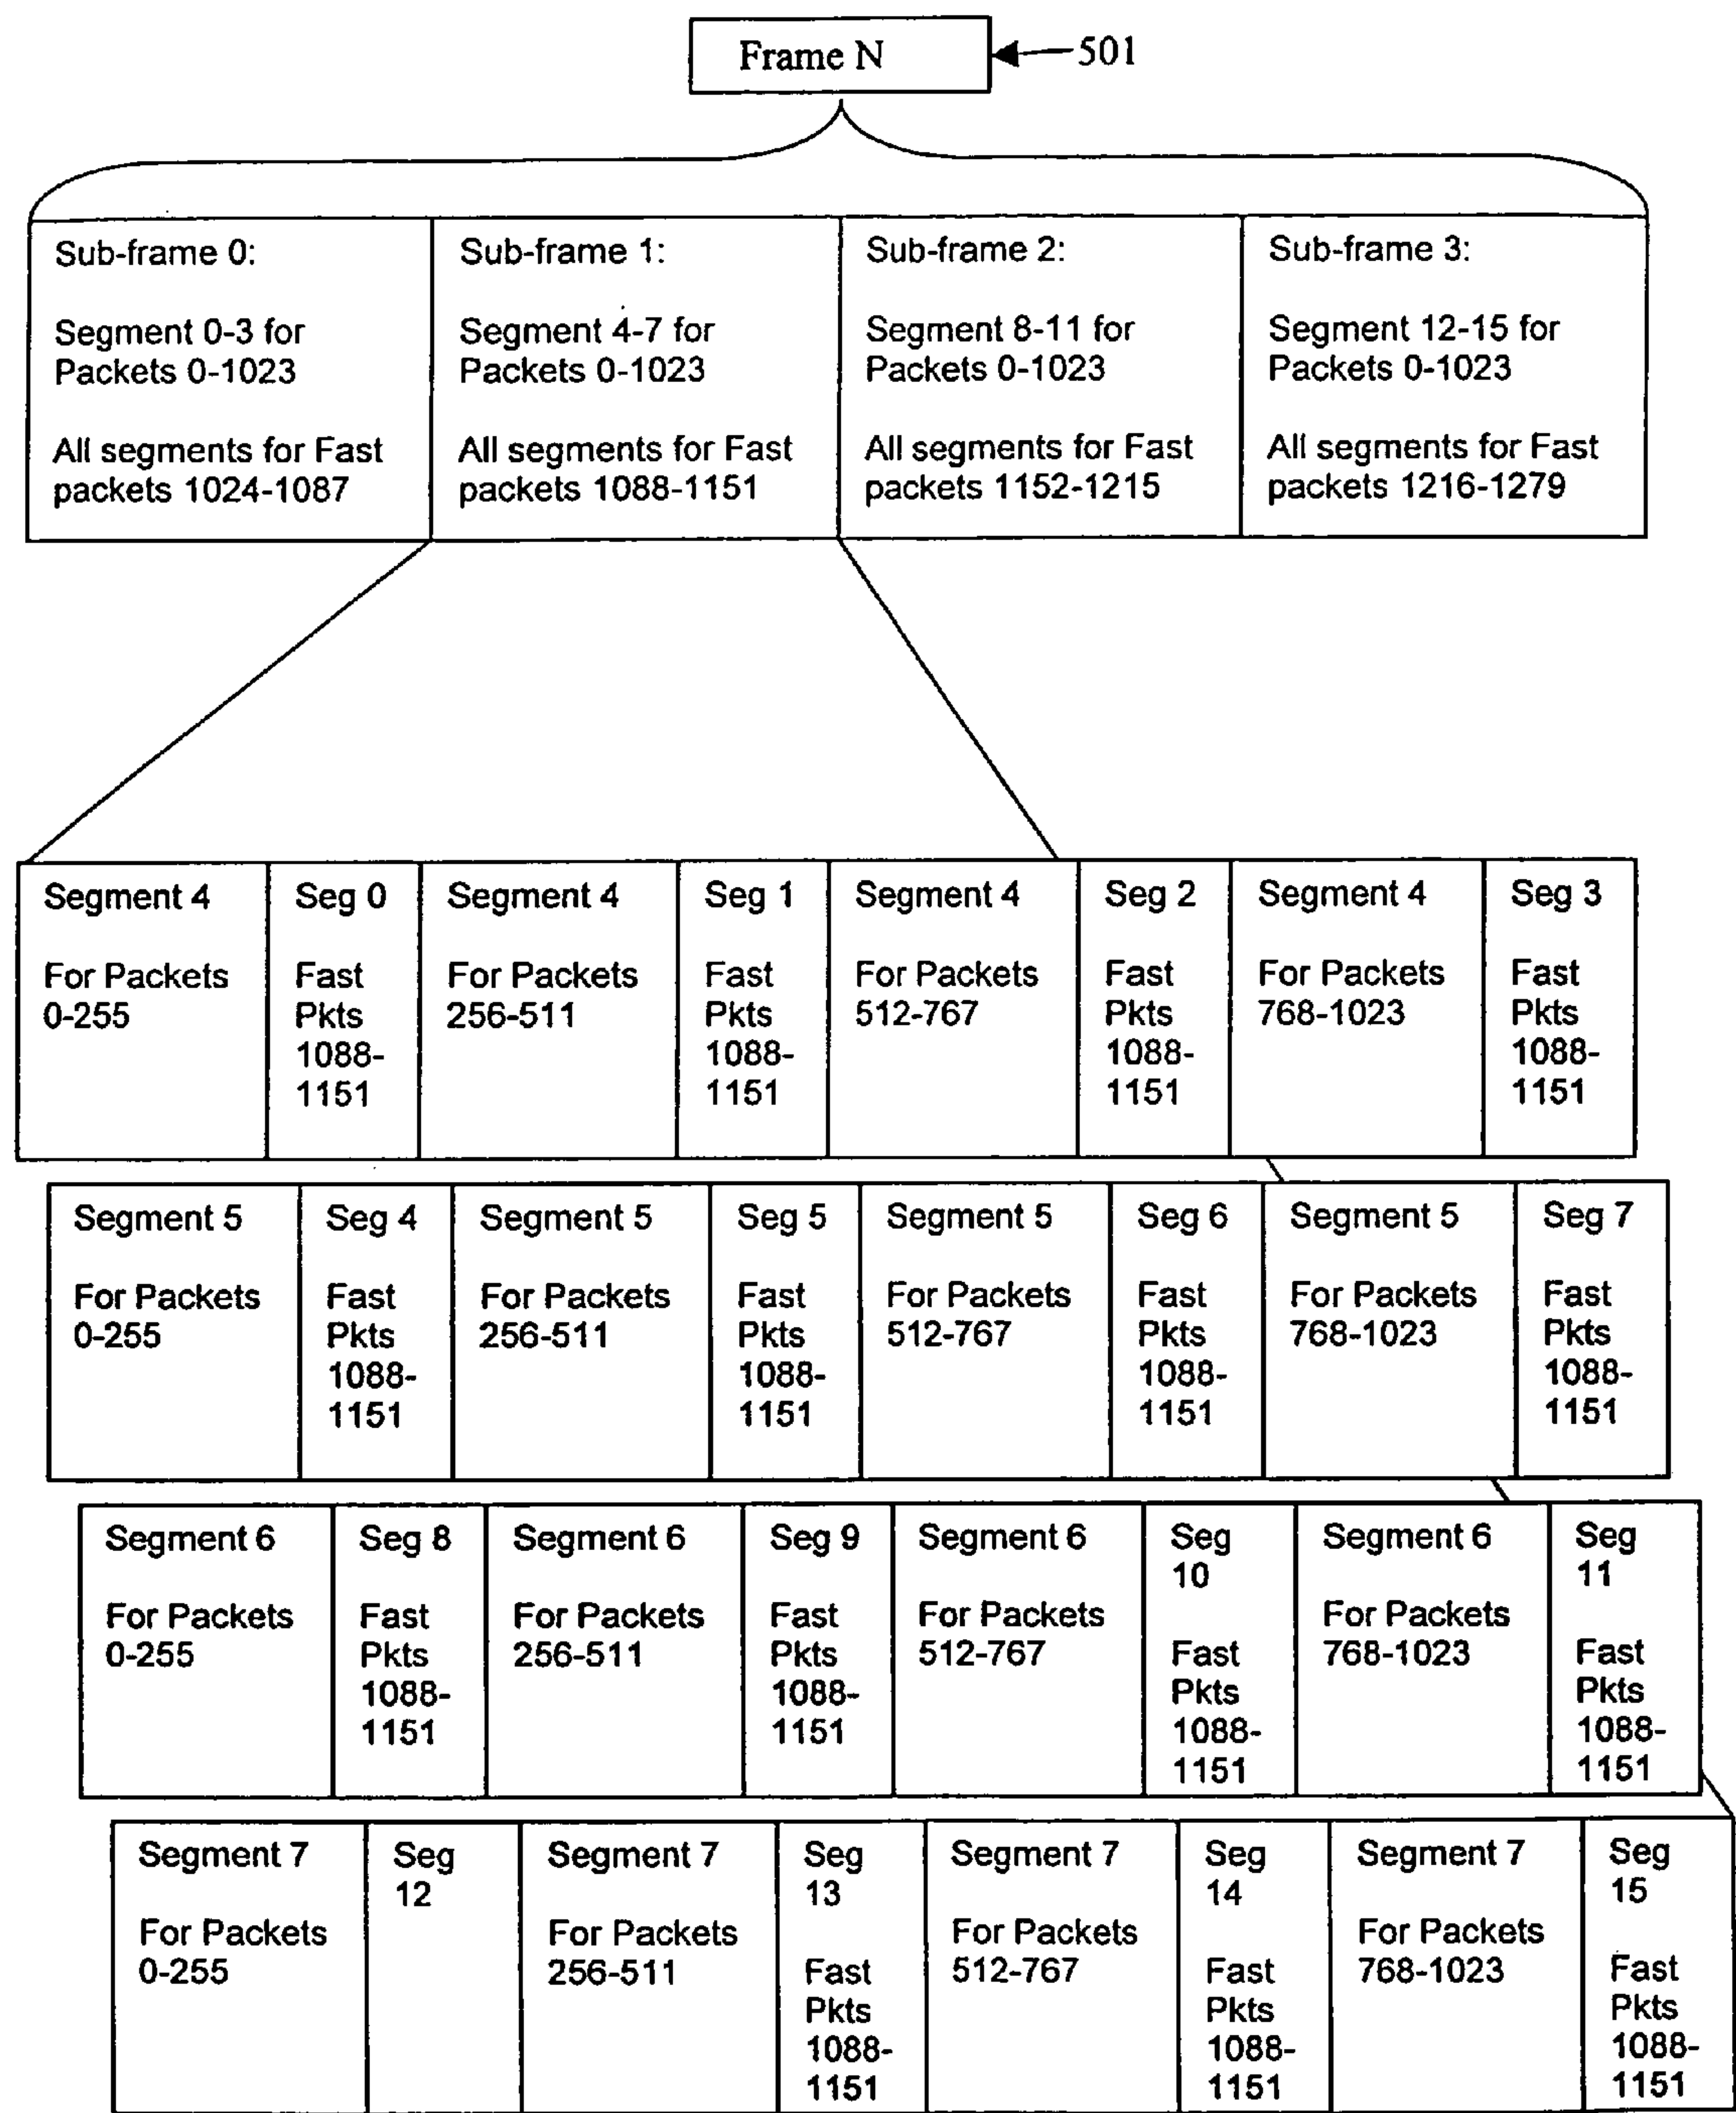 Frame N
501
Sub-frame 0:
Segment 0-3 for
Packets 0-1023
All segments for Fast
packets 1024-1087
Sub-frame 1:
Segment 4-7 for
Packets 0-1023
All segments for Fast
packets 1088-1151
Sub-frame 2:
Segment 8-11 for
Packets 0-1023
All segments for Fast
packets 1152-1215
Sub-frame 3:
Segment 12-15 for
Packets 0-1023
All segments for Fast
packets 1216-1279
Segment 4
For Packets
0-255
Seg 0
Fast
Pkts
1088-
1151
Segment 4
For Packets
256-511
Seg 1
Fast
Pkts
1088-
1151
Segment 4
For Packets
512-767
Seg 2
Fast
Pkts
1088-
1151
Segment 4
For Packets
768-1023
Seg 3
Fast
Pkts
1088-
1151
Segment 5
For Packets
0-255
Seg 4
Fast
Pkts
1088-
1151
Segment 5
For Packets
256-511
Seg 5
Fast
Pkts
1088-
1151
Segment 5
For Packets
512-767
Seg 6
Fast
Pkts
1088-
1151
Segment 5
For Packets
768-1023
Seg 7
Fast
Pkts
1088-
1151
Segment 6
For Packets
0-255
Seg 8
Fast
Pkts
1088-
1151
Segment 6
For Packets
256-511
Seg 9
Fast
Pkts
1088-
1151
Segment 6
For Packets
512-767
Seg
10
Fast
Pkts
1088-
1151
Segment 6
For Packets
768-1023
Seg
11
Fast
Pkts
1088-
1151
Segment 7
For Packets
0-255
Seg
12
Segment 7
For Packets
256-511
Seg
13
Fast
Pkts
1088-
1151
Segment 7
For Packets
512-767
Seg
14
Fast
Pkts
1088-
1151
Segment 7
For Packets
768-1023
Seg
15
Fast
Pkts
1088-
1151